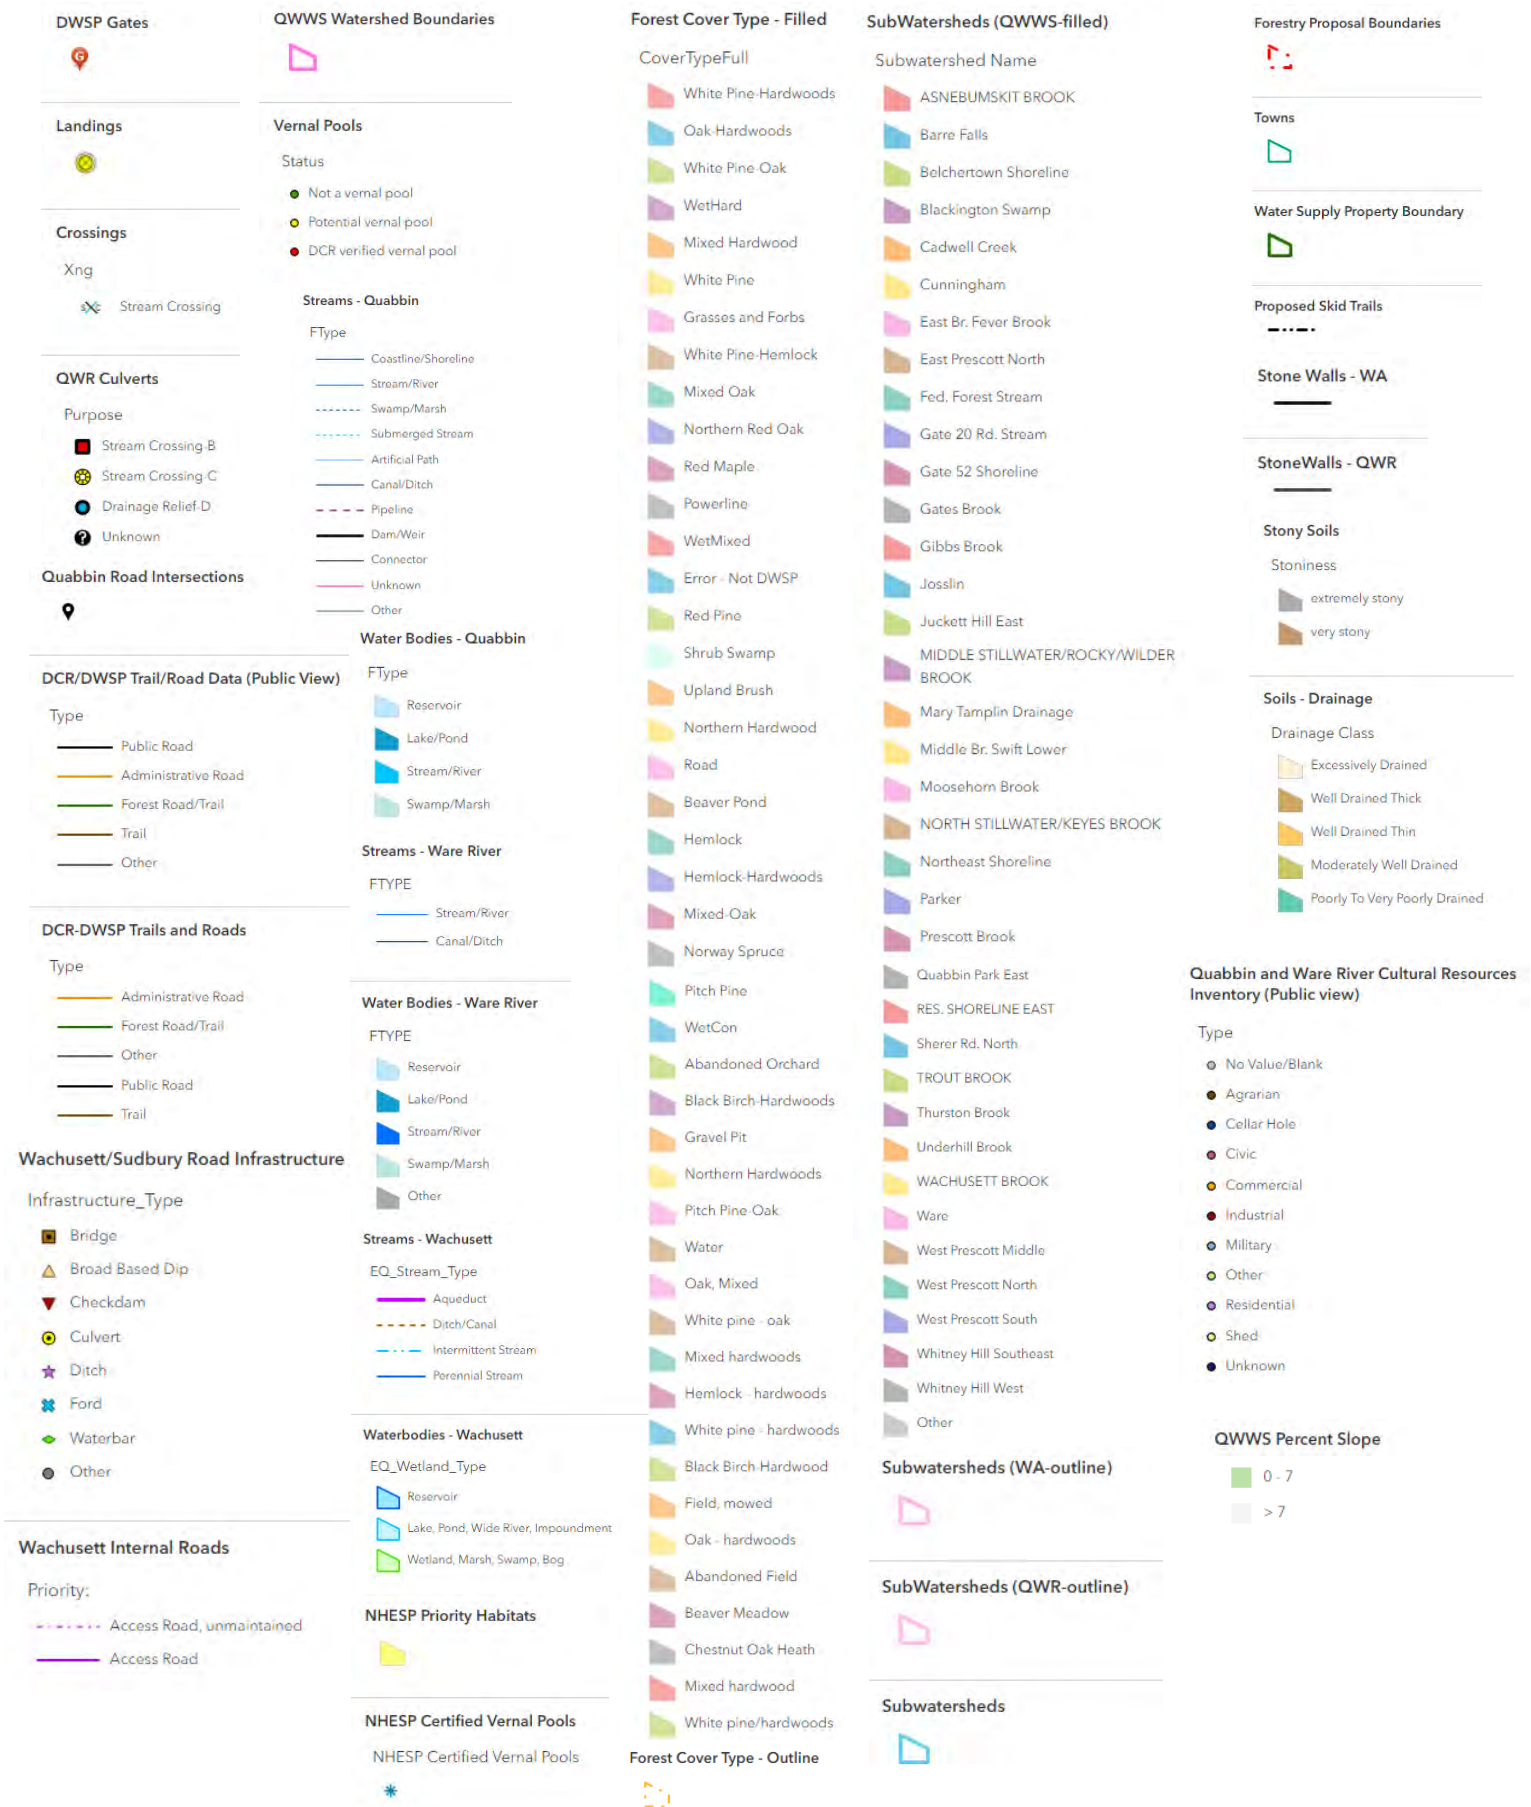 DWSP Gates
G
Landings
Crossings
Xng
Stream Crossing
QWR Culverts
Purpose
Stream Crossing-B
Stream Crossing-C
Drainage Relief-D
?
Unknown
Quabbin Road Intersections
DCR/DWSP Trail/Road Data (Public View)
Type
Public Road
Administrative Road
Forest Road/Trail
Trail
Other
DCR-DWSP Trails and Roads
Type
Administrative Road
Forest Road/Trail
Other
Public Road
Trail
Wachusett/Sudbury Road Infrastructure
Infrastructure_Type
Bridge
Broad Based Dip
Checkdam
Culvert
Ditch
Ford
Waterbar
Other
Wachusett Internal Roads
Priority:
Access Road, unmaintained
Access Road
QWWS Watershed Boundaries
Vernal Pools
Status
Not a vernal pool
Potential vernal pool
DCR verified vernal pool
Streams - Quabbin
FType
Coastline/Shoreline
Stream/River
Swamp/Marsh
Submerged Stream
Artificial Path
Canal/Ditch
Pipeline
Dam/Weir
Connector
Unknown
Other
Water Bodies - Quabbin
FType
Reservoir
Lake/Pond
Stream/River
Swamp/Marsh
Streams - Ware River
FTYPE
Stream/River
Canal/Ditch
Water Bodies - Ware River
FTYPE
Reservoir
Lake/Pond
Stream/River
Swamp/Marsh
Other
Streams - Wachusett
EQ_Stream_Type
Aqueduct
Ditch/Canal
Intermittent Stream
Perennial Stream
Waterbodies - Wachusett
EQ_Wetland_Type
Reservoir
Lake, Pond, Wide River, Impoundment
Wetland, Marsh, Swamp, Bog
NHESP Priority Habitats
NHESP Certified Vernal Pools
NHESP Certified Vernal Pools
Forest Cover Type - Filled
CoverTypeFull
White Pine-Hardwoods
Oak-Hardwoods
White Pine-Oak
WetHard
Mixed Hardwood
White Pine
Grasses and Forbs
White Pine-Hemlock
Mixed Oak
Northern Red Oak
Red Maple
Powerline
WetMixed
Error - Not DWSP
Red Pine
Shrub Swamp
Upland Brush
Northern Hardwood
Road
Beaver Pond
Hemlock
Hemlock-Hardwoods
Mixed-Oak
Norway Spruce
Pitch Pine
WetCon
Abandoned Orchard
Black Birch-Hardwoods
Gravel Pit
Northern Hardwoods
Pitch Pine-Oak
Water
Oak, Mixed
White pine - oak
Mixed hardwoods
Hemlock - hardwoods
White pine - hardwoods
Black Birch-Hardwood
Field, mowed
Oak - hardwoods
Abandoned Field
Beaver Meadow
Chestnut Oak Heath
Mixed hardwood
White pine/hardwoods
Forest Cover Type - Outline
SubWatersheds (QWWS-filled)
Subwatershed Name
ASNEBUMSKIT BROOK
Barre Falls
Belchertown Shoreline
Blackington Swamp
Cadwell Creek
Cunningham
East Br. Fever Brook
East Prescott North
Fed. Forest Stream
Gate 20 Rd. Stream
Gate 52 Shoreline
Gates Brook
Gibbs Brook
Josslin
Juckett Hill East
MIDDLE STILLWATER/ROCKY/WILDER
BROOK
Mary Tamplin Drainage
Middle Br. Swift Lower
Moosehorn Brook
NORTH STILLWATER/KEYES BROOK
Northeast Shoreline
Parker
Prescott Brook
Quabbin Park East
RES. SHORELINE EAST
Sherer Rd. North
TROUT BROOK
Thurston Brook
Underhill Brook
WACHUSETT BROOK
Ware
West Prescott Middle
West Prescott North
West Prescott South
Whitney Hill Southeast
Whitney Hill West
Other
Subwatersheds (WA-outline)
SubWatersheds (QWR-outline)
Subwatersheds
Forestry Proposal Boundaries
Towns
Water Supply Property Boundary
Proposed Skid Trails
Stone Walls - WA
StoneWalls - QWR
Stony Soils
Stoniness
extremely stony
very stony
Soils - Drainage
Drainage Class
Excessively Drained
Well Drained Thick
Well Drained Thin
Moderately Well Drained
Poorly To Very Poorly Drained
Quabbin and Ware River Cultural Resources
Inventory (Public view)
Type
No Value/Blank
Agrarian
Cellar Hole
Civic
Commercial
Industrial
Military
Other
Residential
Shed
Unknown
QWWS Percent Slope
0 - 7
> 7